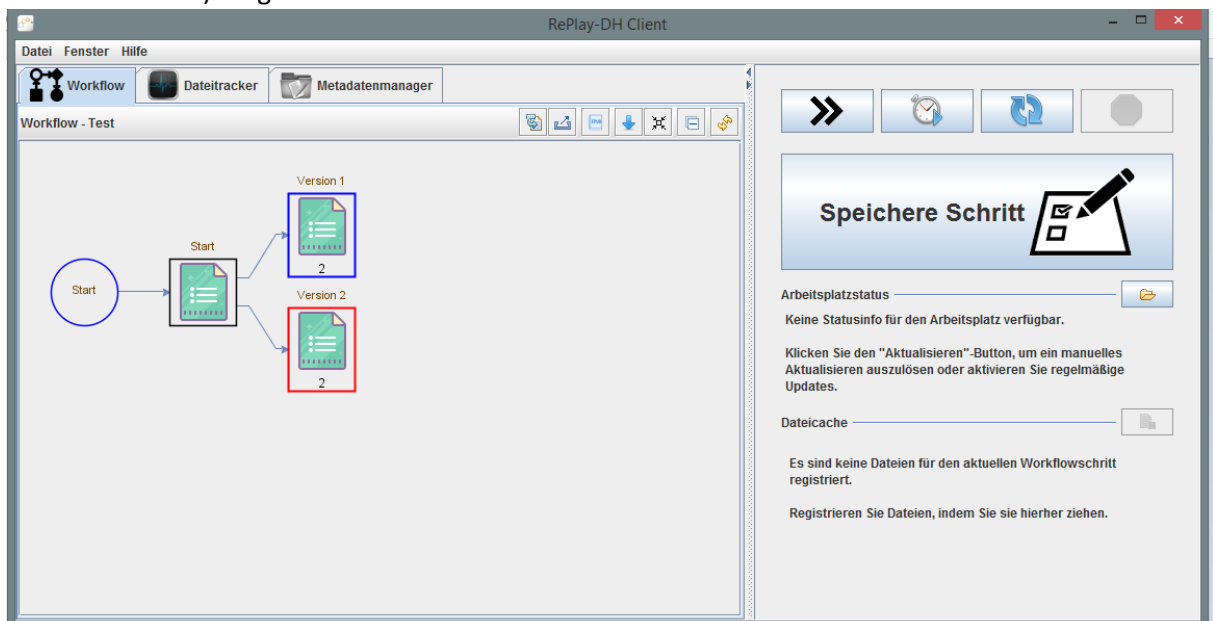 RePlay-DH Client
Datei Fenster Hilfe
Workflow Dateitracker Metadatenmanager
Workflow - Test
Version 1
2
Start
Start
Version 2
2
Speichere Schritt
Arbeitsplatzstatus
Keine Statusinfo für den Arbeitsplatz verfügbar.
Klicken Sie den "Aktualisieren"-Button, um ein manuelles
Aktualisieren auszulösen oder aktivieren Sie regelmäßige
Updates.
Dateicache
Es sind keine Dateien für den aktuellen Workflowschritt
registriert.
Registrieren Sie Dateien, indem Sie sie hierher ziehen.